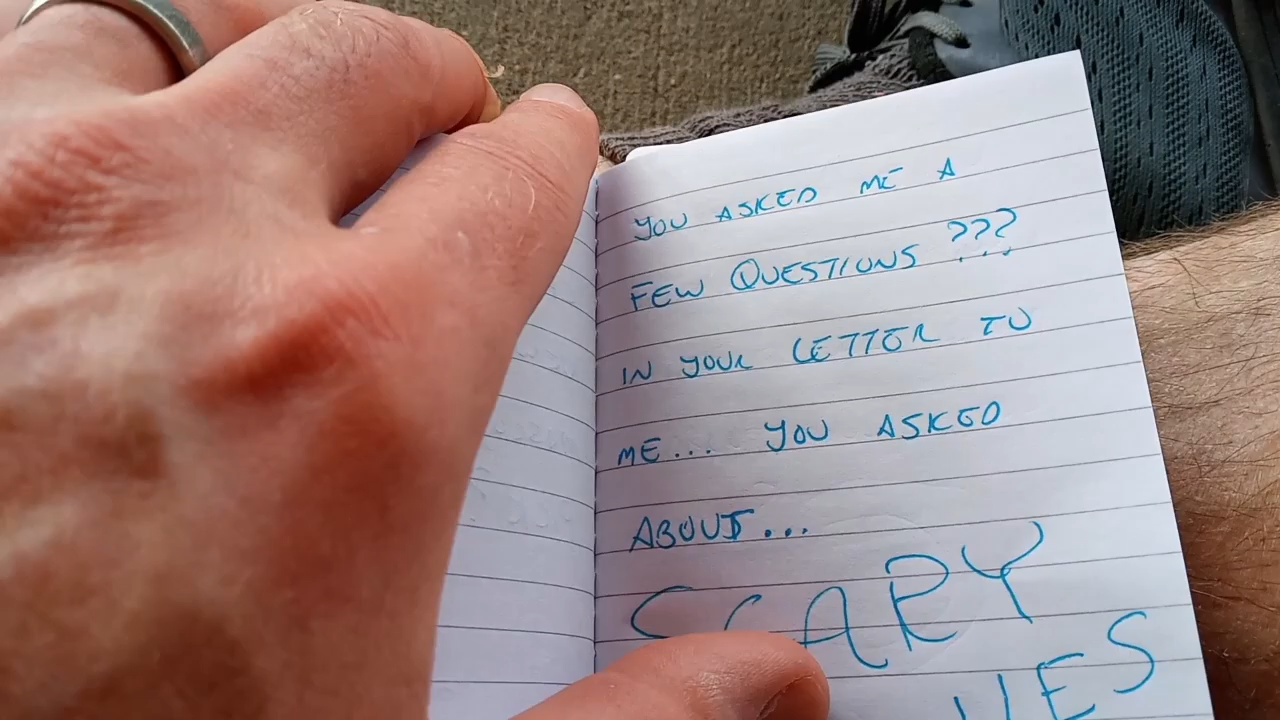 YOU ASKED ME A
FEW QUESTIONS ???
IN YOUR LETTER TO
ME... YOU ASKED
ABOUT...
SCARY